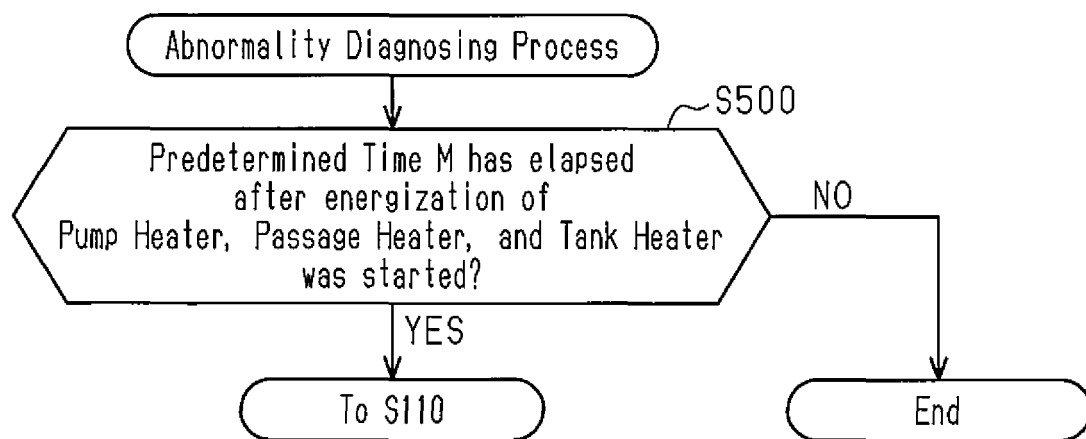 Abnormality Diagnosing Process
S500
Predetermined Time M has elapsed
after energization of
Pump Heater, Passage Heater, and Tank Heater
was started?
NO
YES
To S110
End